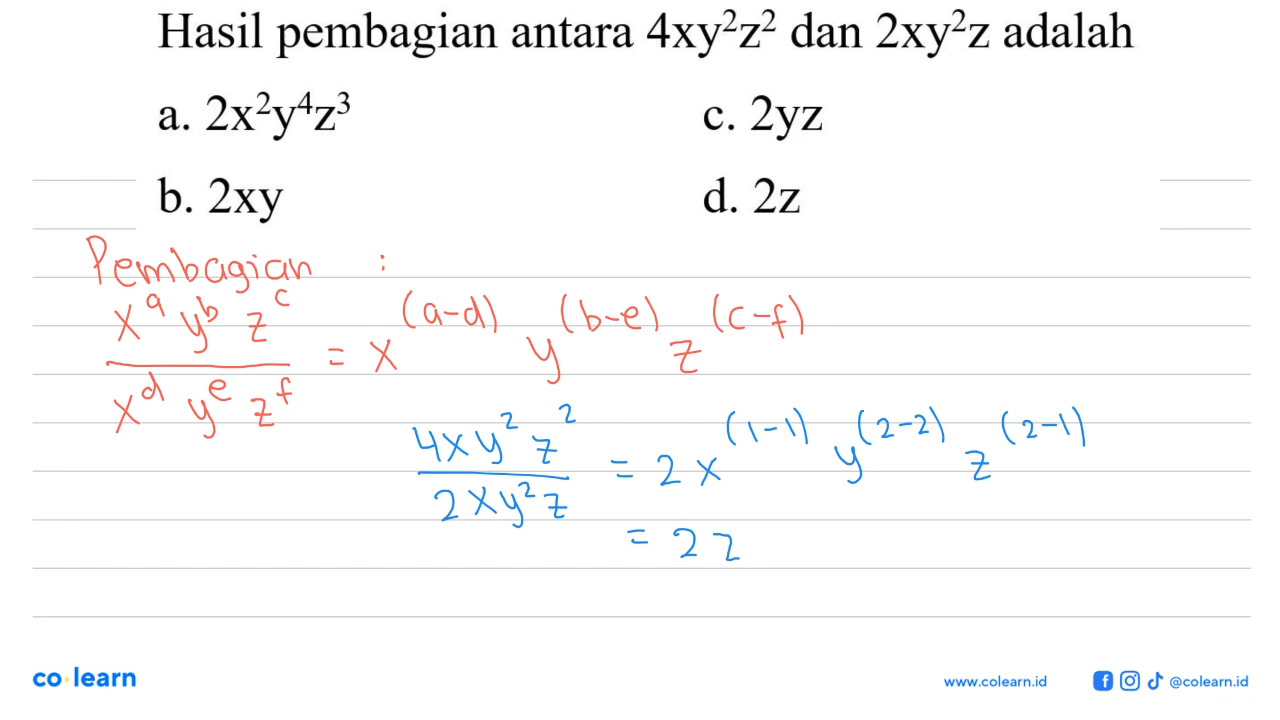 Hasil pembagian antara 4xy²z² dan 2xy²z adalah
a. 2x²y⁴z³ c. 2yz
b. 2xy d. 2z
Pembagian :
x^a y^b z^c / x^d y^e z^f = x^(a-d) y^(b-e) z^(c-f)
4xy²z² / 2xy²z = 2x^(1-1) y^(2-2) z^(2-1)
= 2z
co learn www.colearn.id @colearn.id